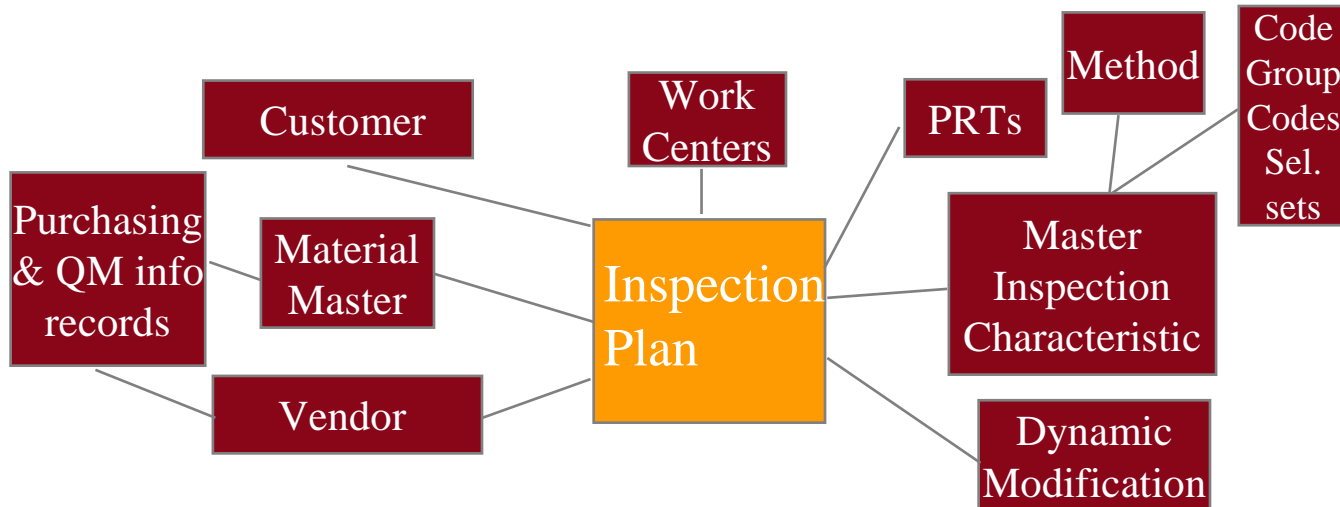 Customer
Work
Centers
PRTs
Method
Code
Group
Codes
Sel.
sets
Purchasing
& QM info
records
Material
Master
Inspection
Plan
Master
Inspection
Characteristic
Vendor
Dynamic
Modification